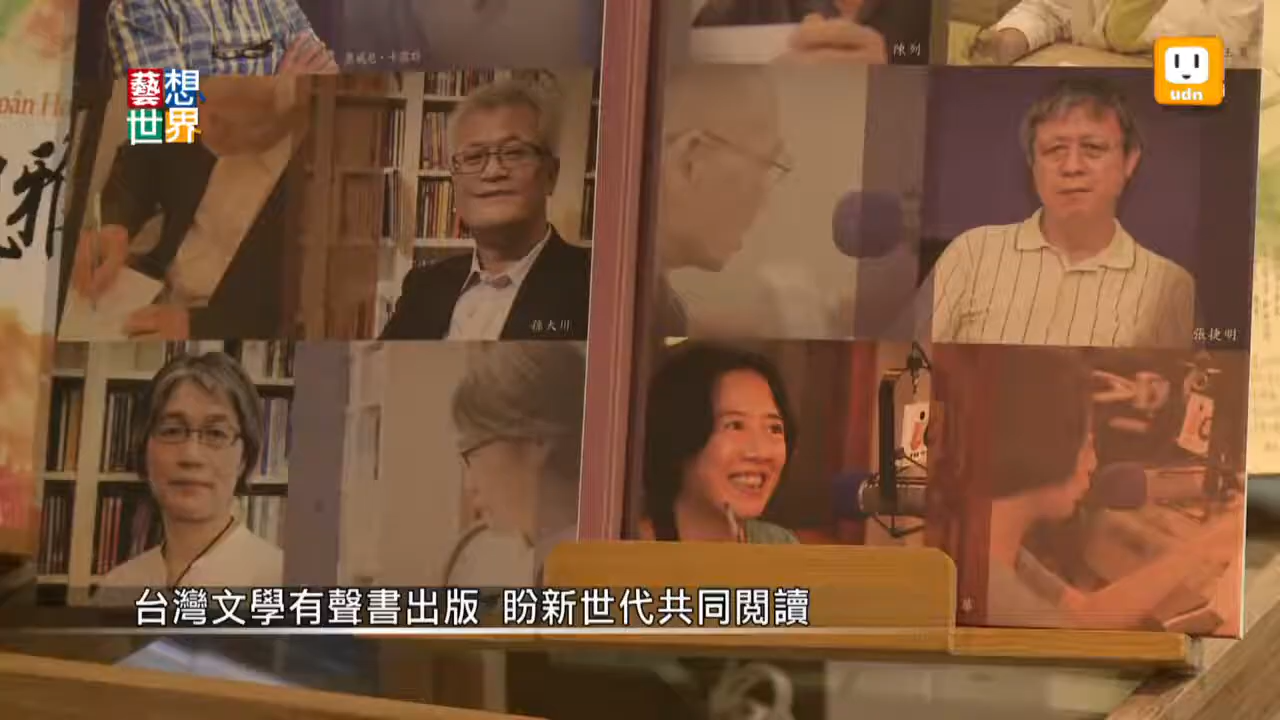 陳列
藝想
世界
udn
孫大川
張捷明
台灣文學有聲書出版 盼新世代共同閱讀